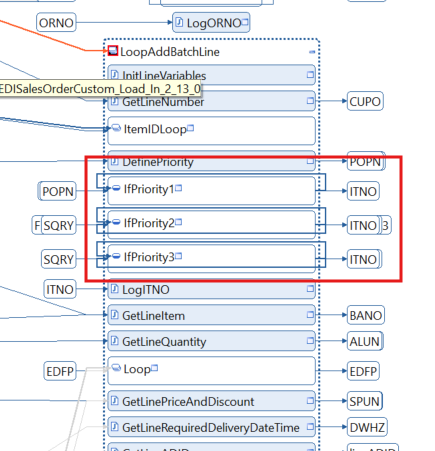 ORNO
LogORNO
LoopAddBatchLine
InitLineVariables
EDISalesOrderCustom_Load_In_2_13_0
GetLineNumber
CUPO
ItemIDLoop
DefinePriority
POPN
POPN
IfPriority1
ITNO
F SQRY
IfPriority2
ITNO 3
SQRY
IfPriority3
ITNO
ITNO
LogITNO
GetLineItem
BANO
GetLineQuantity
ALUN
EDFP
Loop
EDFP
GetLinePriceAndDiscount
SPUN
GetLineRequiredDeliveryDateTime
DWHZ